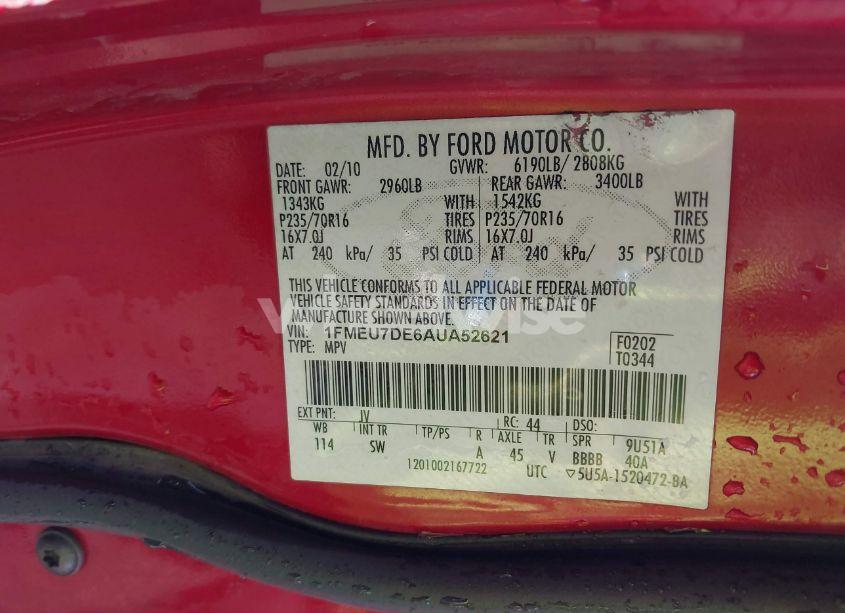 MFD. BY FORD MOTOR CO.
DATE: 02/10 GVWR: 6190LB/ 2808KG
FRONT GAWR: 2960LB REAR GAWR: 3400LB
1343KG WITH 1542KG WITH
P235/70R16 TIRES P235/70R16 TIRES
16X7.0J RIMS 16X7.0J RIMS
AT 240 kPa/ 35 PSI COLD AT 240 kPa/ 35 PSI COLD
THIS VEHICLE CONFORMS TO ALL APPLICABLE FEDERAL MOTOR
VEHICLE SAFETY STANDARDS IN EFFECT ON THE DATE OF
MANUFACTURE SHOWN ABOVE.
VIN: 1FMEU7DE6AUA52621
TYPE: MPV
F0202
T0344
EXT PNT: JV RC: 44 DSO:
WB INT TR TP/PS R AXLE TR SPR 9U51A
114 SW A 45 V BBBB 40A
1201002167722 UTC ▽5U5A-1520472-BA